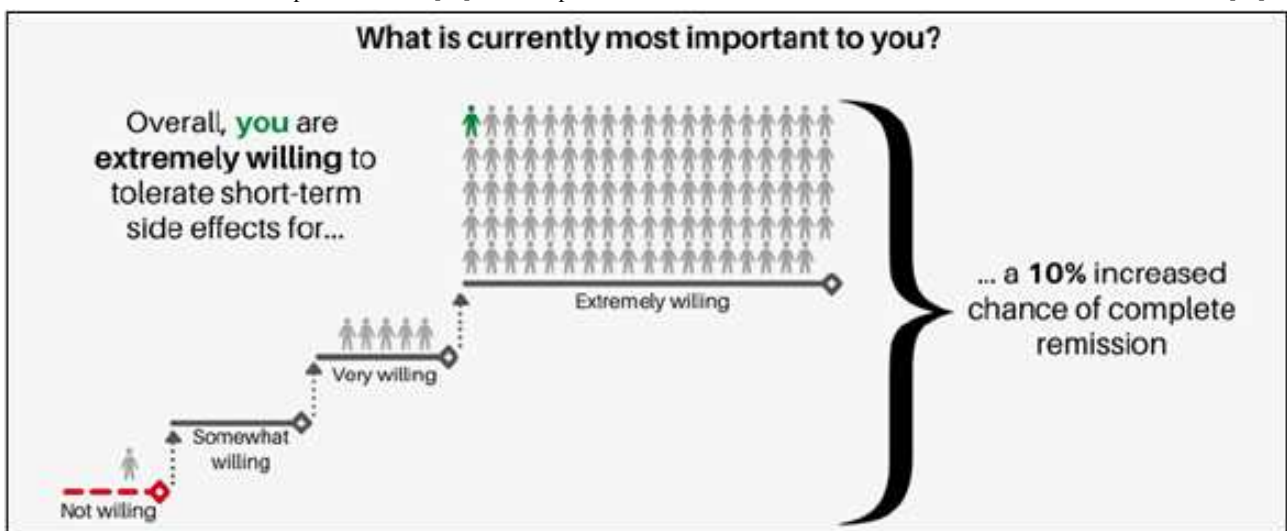 What is currently most important to you?
Overall, you are
extremely willing to
tolerate short-term
side effects for...
Extremely willing
... a 10% increased
chance of complete
remission
Very willing
Somewhat
willing
Not willing